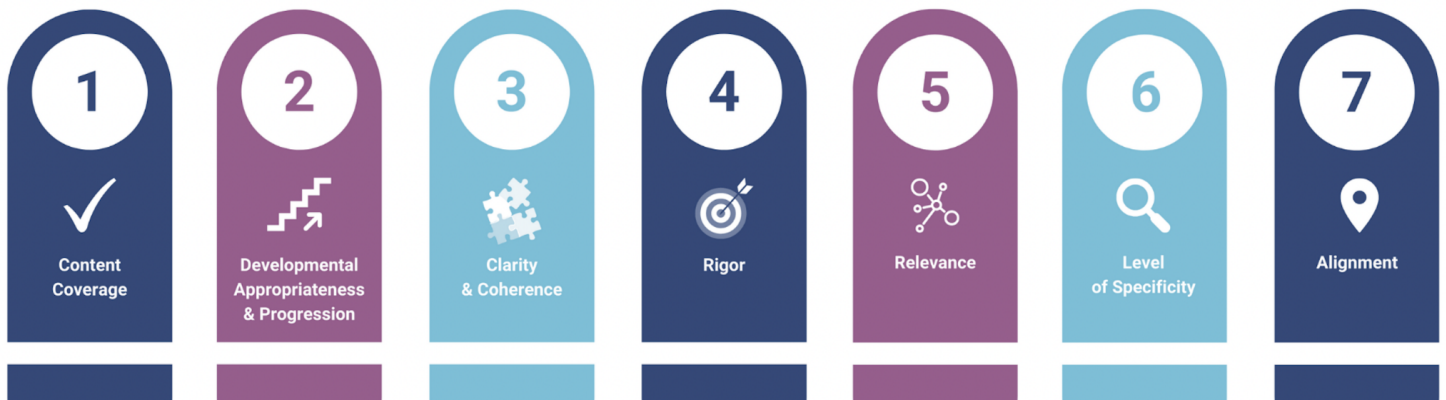 1
Content
Coverage
2
Developmental
Appropriateness
& Progression
3
Clarity
& Coherence
4
Rigor
5
Relevance
6
Level
of Specificity
7
Alignment